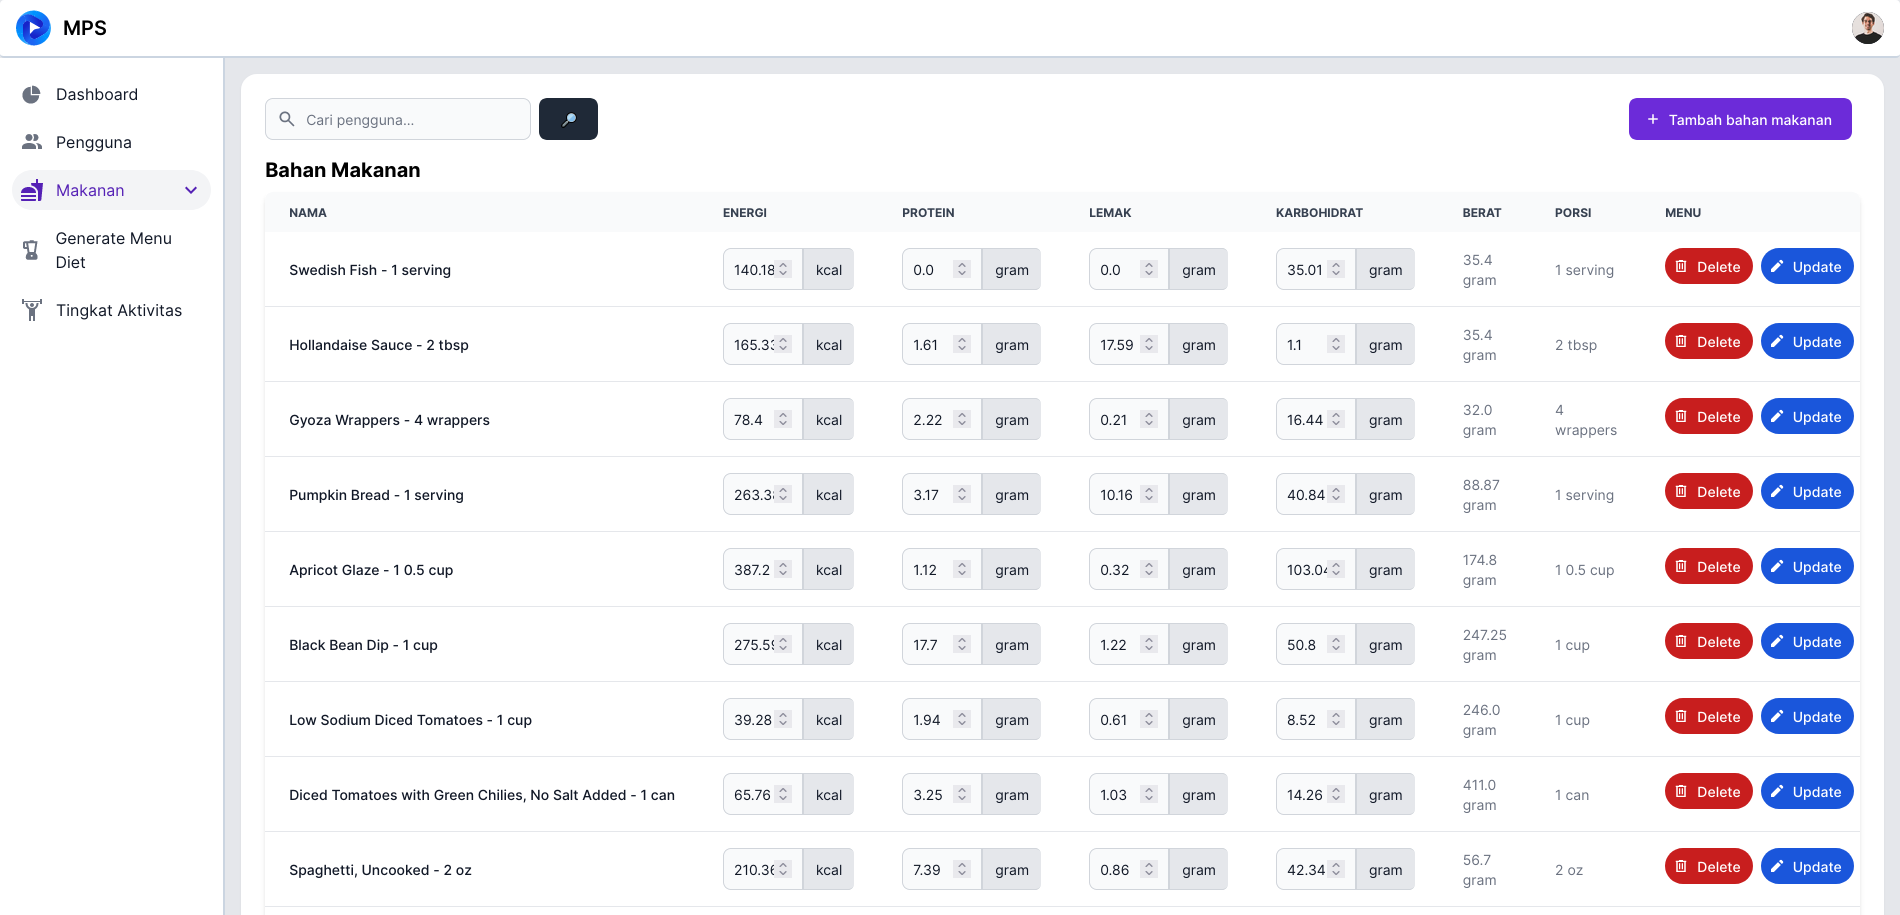 MPS
Dashboard
Pengguna
Makanan
Generate Menu
Diet
Tingkat Aktivitas
Cari pengguna...
+ Tambah bahan makanan
Bahan Makanan
NAMA ENERGI PROTEIN LEMAK KARBOHIDRAT BERAT PORSI MENU
Swedish Fish - 1 serving 140.18 kcal 0.0 gram 0.0 gram 35.01 gram 35.4 gram 1 serving Delete Update
Hollandaise Sauce - 2 tbsp 165.33 kcal 1.61 gram 17.59 gram 1.1 gram 35.4 gram 2 tbsp Delete Update
Gyoza Wrappers - 4 wrappers 78.4 kcal 2.22 gram 0.21 gram 16.44 gram 32.0 gram 4 wrappers Delete Update
Pumpkin Bread - 1 serving 263.38 kcal 3.17 gram 10.16 gram 40.84 gram 88.87 gram 1 serving Delete Update
Apricot Glaze - 1 0.5 cup 387.2 kcal 1.12 gram 0.32 gram 103.04 gram 174.8 gram 1 0.5 cup Delete Update
Black Bean Dip - 1 cup 275.59 kcal 17.7 gram 1.22 gram 50.8 gram 247.25 gram 1 cup Delete Update
Low Sodium Diced Tomatoes - 1 cup 39.28 kcal 1.94 gram 0.61 gram 8.52 gram 246.0 gram 1 cup Delete Update
Diced Tomatoes with Green Chilies, No Salt Added - 1 can 65.76 kcal 3.25 gram 1.03 gram 14.26 gram 411.0 gram 1 can Delete Update
Spaghetti, Uncooked - 2 oz 210.36 kcal 7.39 gram 0.86 gram 42.34 gram 56.7 gram 2 oz Delete Update